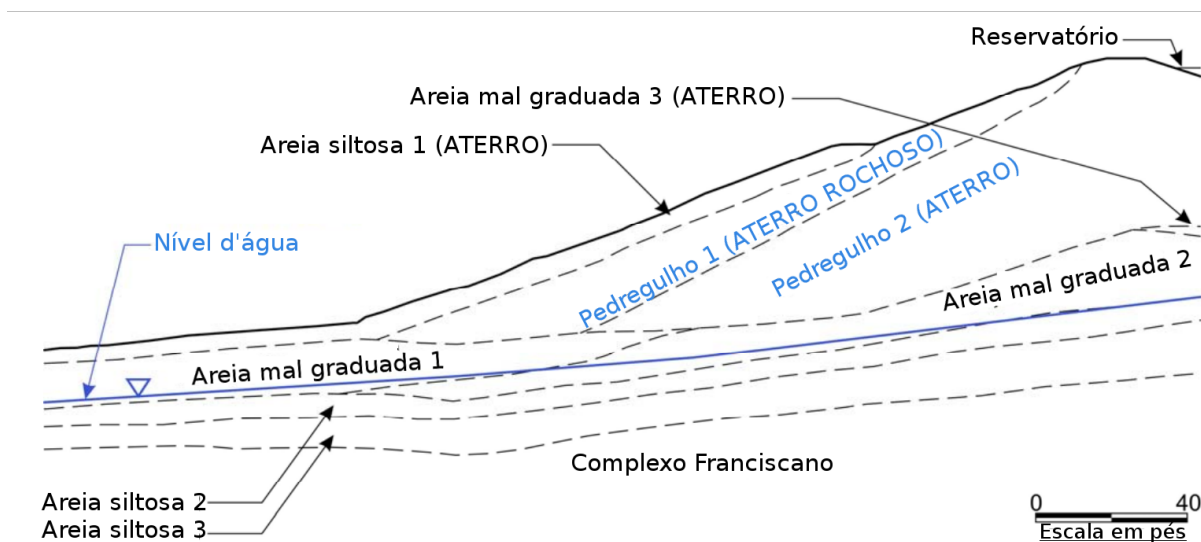 Reservatório
Areia mal graduada 3 (ATERRO)
Areia siltosa 1 (ATERRO)
Pedregulho 1 (ATERRO ROCHOSO)
Pedregulho 2 (ATERRO)
Nível d'água
Areia mal graduada 2
Areia mal graduada 1
Complexo Franciscano
Areia siltosa 2
Areia siltosa 3
0 40
Escala em pés